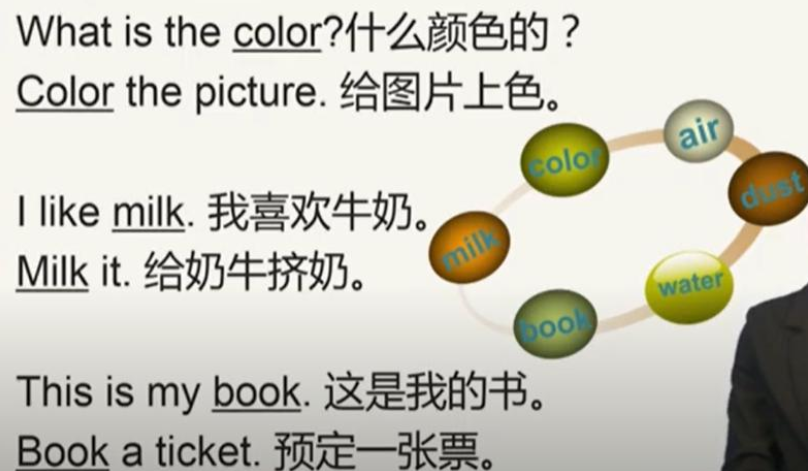 What is the color?什么颜色的？
Color the picture. 给图片上色。
I like milk. 我喜欢牛奶。
Milk it. 给奶牛挤奶。
This is my book. 这是我的书。
Book a ticket. 预定一张票。
color
air
dust
milk
water
book